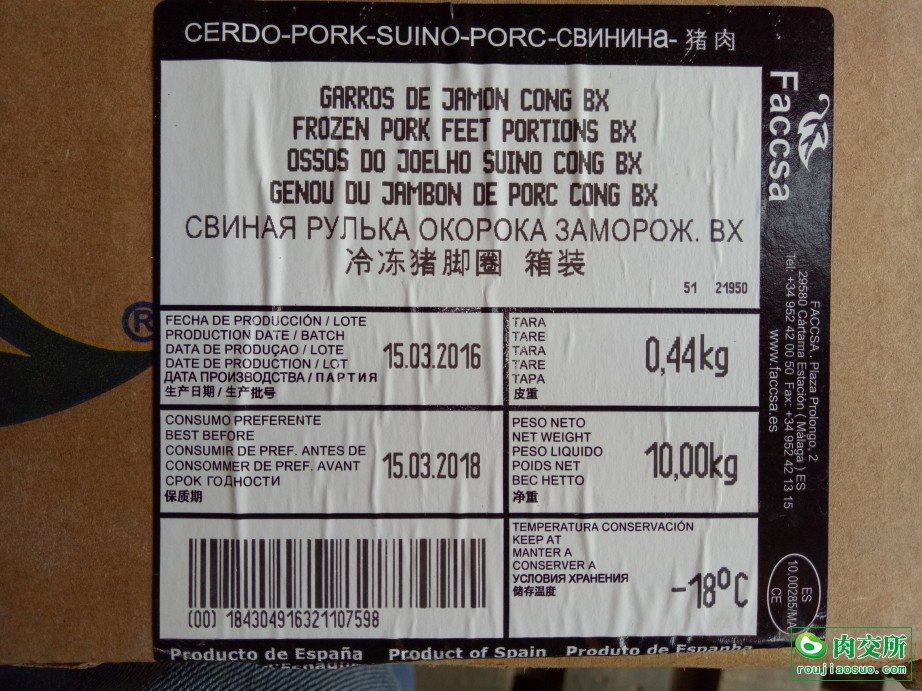 CERDO-PORK-SUINO-PORC-СВИНИНа-猪肉
GARROS DE JAMON CONG BX
FROZEN PORK FEET PORTIONS BX
OSSOS DO JOELHO SUINO CONG BX
GENOU DU JAMBON DE PORC CONG BX
СВИНАЯ РУЛЬКА ОКОРОКА ЗАМОРОЖ. ВХ
冷冻猪脚圈 箱装
51 21950
®
FECHA DE PRODUCCIÓN / LOTE
PRODUCTION DATE / BATCH
DATA DE PRODUÇAO / LOTE
DATE DE PRODUCTION / LOT
ДАТА ПРОИЗВОДСТВА / ПАРТИЯ
生产日期 / 生产批号
15.03.2016
TARA
TARE
TARA
TARE
ТАРА
皮重
0,44kg
CONSUMO PREFERENTE
BEST BEFORE
CONSUMIR DE PREF. ANTES DE
CONSOMMER DE PREF. AVANT
СРОК ГОДНОСТИ
保质期
15.03.2018
PESO NETO
NET WEIGHT
PESO LIQUIDO
POIDS NET
ВЕС НЕТТО
净重
10,00kg
(00) 184304916321107598
TEMPERATURA CONSERVACIÓN
KEEP AT
MANTER A
CONSERVER A
УСЛОВИЯ ХРАНЕНИЯ
储存温度
-18ºC
Producto de España Product of Spain Produto de Espanha
Faccsa
FACCSA . Plaza Prolongo, 2
29580 Cártama Estación ( Málaga ) ES
Tel: +34 952 42 00 50 Fax: +34 952 42 13 15
www.faccsa.es
ES
10.00285/MA
CE
肉交所
roujiaosuo.com